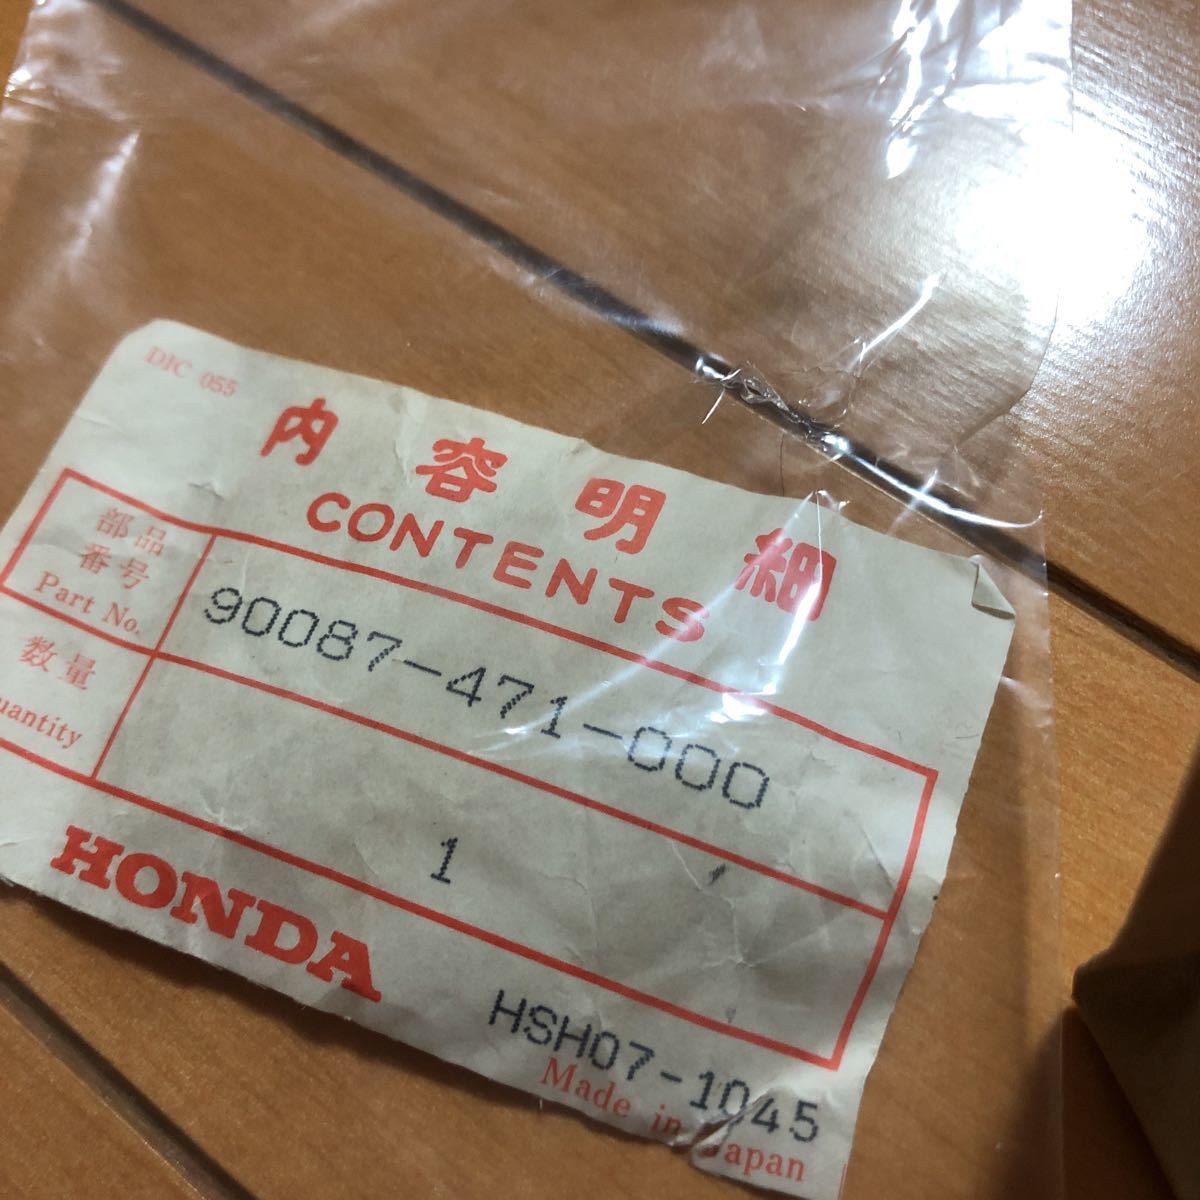 DIC 055
内容明細
CONTENTS
部品
番号
Part No.
90087-471-000
数量
uantity
1
HONDA
HSH07-1045
Made in Japan